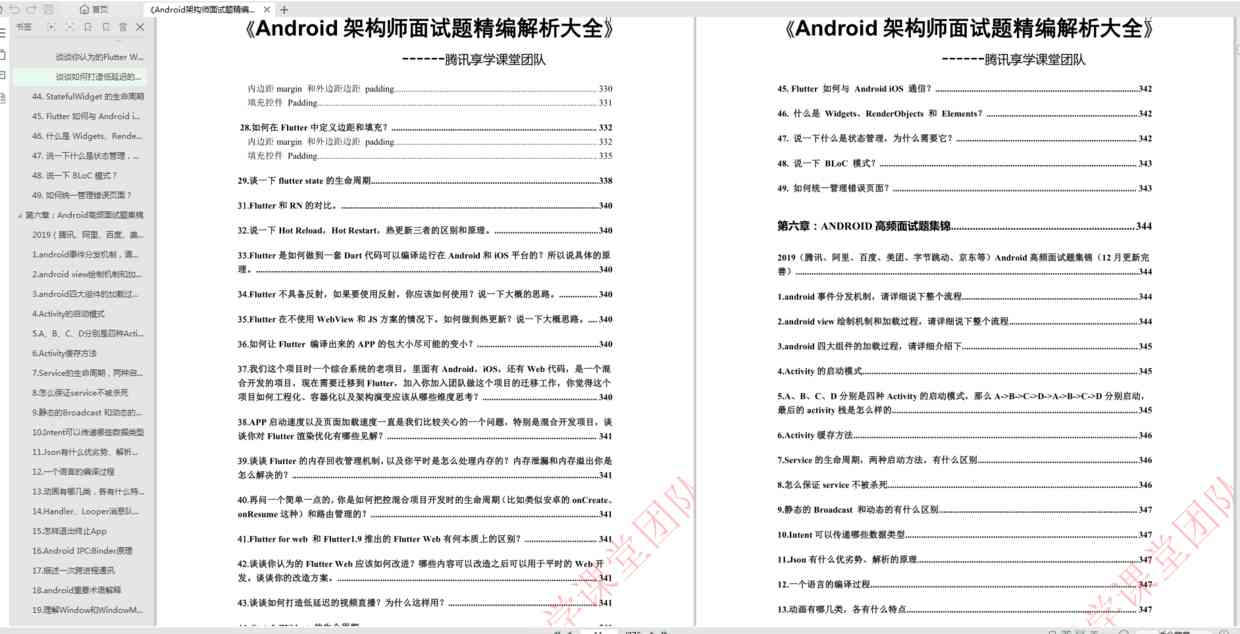 首页
《Android架构师面试题精编...
书签
谈谈你认为的Flutter W...
谈谈如何打造低延迟的...
44. StatefulWidget 的生命周期
45. Flutter 如何与 Android i...
46. 什么是 Widgets、Rende...
47. 说一下什么是状态管理，...
48. 说一下 BLoC 模式？
49. 如何统一管理错误页面？
第六章：Android高频面试题集锦
2019（腾讯、阿里、百度、美...
1.android事件分发机制，请...
2.android view绘制机制和加...
3.android四大组件的加载过...
4.Activity的启动模式
5.A、B、C、D分别是四种Acti...
6.Activity缓存方法
7.Service的生命周期，两种启...
8.怎么保证service不被杀死
9.静态的Broadcast 和动态的...
10.Intent可以传递哪些数据类型
11.Json有什么优劣势、解析...
12.一个语言的编译过程
13.动画有哪几类，各有什么特...
14.Handler、Looper消息队...
15.怎样退出终止App
16.Android IPC:Binder原理
17.描述一次跨进程通讯
18.android重要术语解释
19.理解Window和WindowM...
《Android 架构师面试题精编解析大全》
------腾讯享学课堂团队
内边距 margin 和外边距边距 padding...330
填充控件 Padding...331
28.如何在 Flutter 中定义边距和填充？...332
内边距 margin 和外边距边距 padding...332
填充控件 Padding...335
29.谈一下 flutter state 的生命周期...338
31.Flutter 和 RN 的对比。...340
32.说一下 Hot Reload，Hot Restart，热更新三者的区别和原理。...340
33.Flutter 是如何做到一套 Dart 代码可以编译运行在 Android 和 iOS 平台的？所以说具体的原
理。...340
34.Flutter 不具备反射，如果要使用反射，你应该如何使用？说一下大概的思路。...340
35.Flutter 在不使用 WebView 和 JS 方案的情况下。如何做到热更新？说一下大概思路。...340
36.如何让 Flutter 编译出来的 APP 的包大小尽可能的变小？...340
37.我们这个项目时一个综合系统的老项目，里面有 Android，iOS，还有 Web 代码，是一个混
合开发的项目，现在需要迁移到 Flutter，加入你加入团队做这个项目的迁移工作，你觉得这个
项目如何工程化、容器化以及架构演变应该从哪些维度思考？...340
38.APP 启动速度以及页面加载速度一直是我们比较关心的一个问题，特别是混合开发项目，谈
谈你对 Flutter 渲染优化有哪些见解？...341
39.谈谈 Flutter 的内存回收管理机制，以及你平时是怎么处理内存的？内存泄漏和内存溢出你是
怎么解决的？...341
40.再问一个简单一点的，你是如何把控混合项目开发时的生命周期（比如类似安卓的 onCreate、
onResume 这种）和路由管理的？...341
41.Flutter for web 和 Flutter1.9 推出的 Flutter Web 有何本质上的区别？...341
42.谈谈你认为的 Flutter Web 应该如何改进？哪些内容可以改造之后可以用于平时的 Web 开
发。谈谈你的改造方案。...341
43.谈谈如何打造低延迟的视频直播？为什么这样用？...341
学课堂团队
《Android 架构师面试题精编解析大全》
------腾讯享学课堂团队
45. Flutter 如何与 Android iOS 通信？...342
46. 什么是 Widgets、RenderObjects 和 Elements？...342
47. 说一下什么是状态管理，为什么需要它？...342
48. 说一下 BLoC 模式？...343
49. 如何统一管理错误页面？...343
第六章：ANDROID 高频面试题集锦...344
2019（腾讯、阿里、百度、美团、字节跳动、京东等）Android 高频面试题集锦（12 月更新完
善）...344
1.android 事件分发机制，请详细说下整个流程...344
2.android view 绘制机制和加载过程，请详细说下整个流程...344
3.android 四大组件的加载过程，请详细介绍下...345
4.Activity 的启动模式...345
5.A、B、C、D 分别是四种 Activity 的启动模式，那么 A->B->C->D->A->B->C->D 分别启动，
最后的 activity 栈是怎么样的...345
6.Activity 缓存方法...346
7.Service 的生命周期，两种启动方法，有什么区别...346
8.怎么保证 service 不被杀死...346
9.静态的 Broadcast 和动态的有什么区别...347
10.Intent 可以传递哪些数据类型...347
11.Json 有什么优劣势、解析的原理...347
12.一个语言的编译过程...347
13.动画有哪几类，各有什么特点...347
学课堂团队